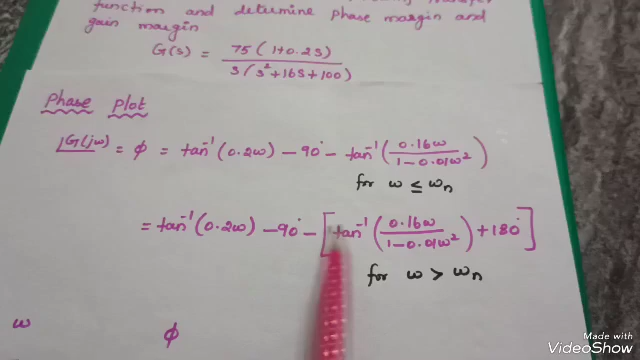 function and determine phase margin and
gain margin
G(s) = 75(1+0.2s) / s(s²+16s+100)
Phase Plot
∠G(jω) = ϕ = tan⁻¹(0.2ω) − 90° − tan⁻¹(0.16ω / 1−0.01ω²)
for ω ≤ ωn
= tan⁻¹(0.2ω) − 90° − [tan⁻¹(0.16ω / 1−0.01ω²) + 180°]
for ω > ωn
ω ϕ
Made with
VideoShow